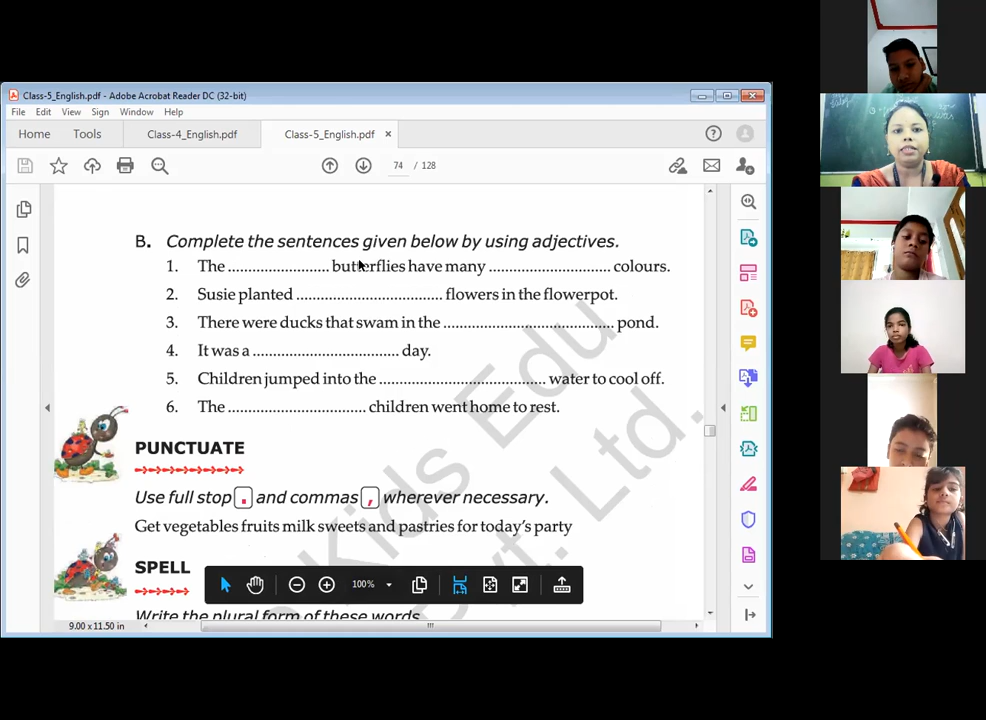 Class-5_English.pdf - Adobe Acrobat Reader DC (32-bit)
File Edit View Sign Window Help
Home Tools Class-4_English.pdf Class-5_English.pdf ×
74 / 128
B. Complete the sentences given below by using adjectives.
1. The ......................... butterflies have many .............................. colours.
2. Susie planted .................................... flowers in the flowerpot.
3. There were ducks that swam in the .......................................... pond.
4. It was a .................................... day.
5. Children jumped into the ......................................... water to cool off.
6. The .................................. children went home to rest.
PUNCTUATE
Use full stop . and commas , wherever necessary.
Get vegetables fruits milk sweets and pastries for today's party
SPELL
100%
Write the plural form of these words
9.00 x 11.50 in
Kids Edu
Pvt. Ltd.